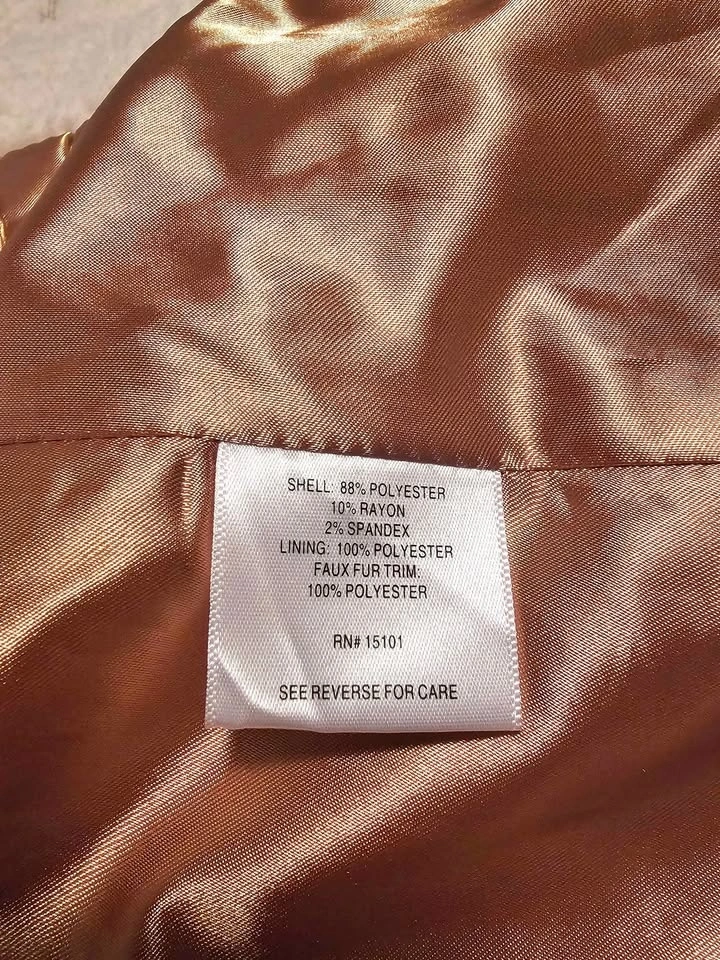 SHELL: 88% POLYESTER
10% RAYON
2% SPANDEX
LINING: 100% POLYESTER
FAUX FUR TRIM:
100% POLYESTER
RN# 15101
SEE REVERSE FOR CARE